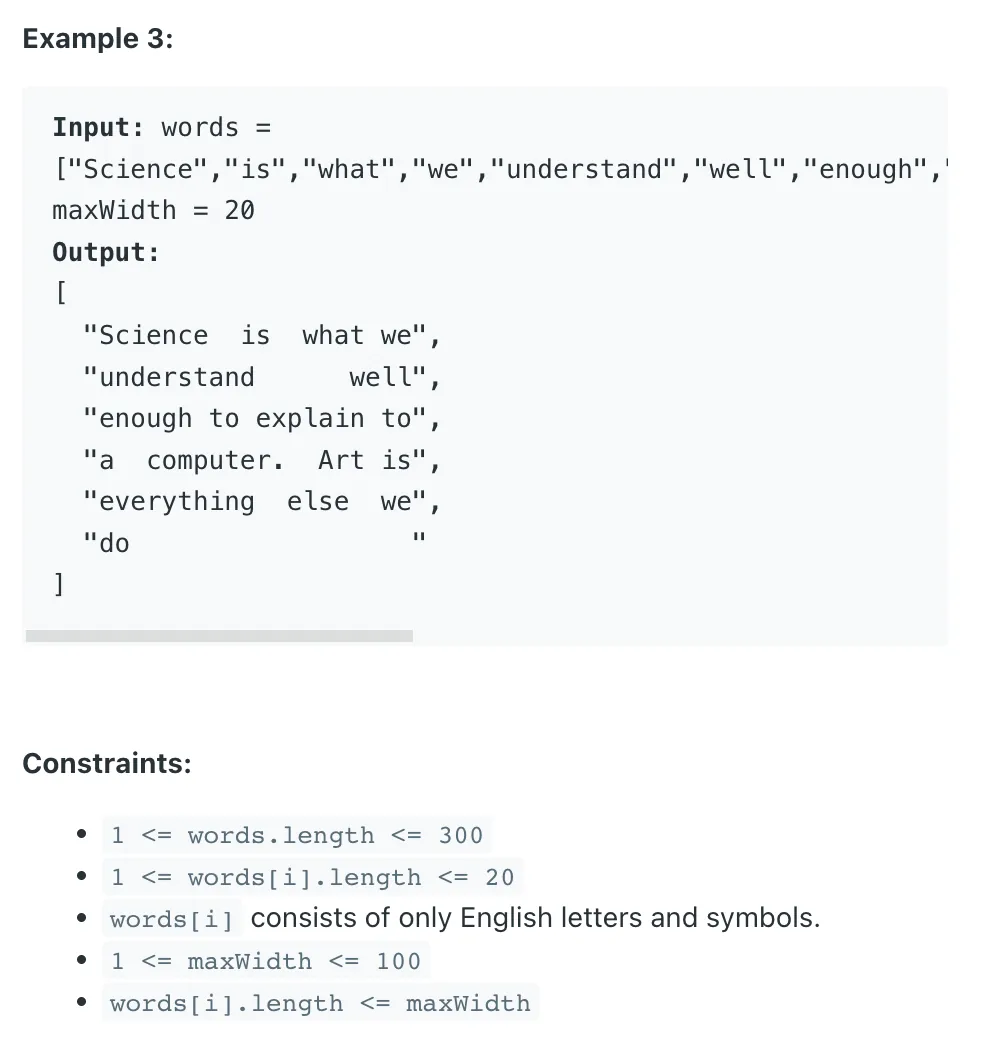 Example 3:
Input: words =
["Science","is","what","we","understand","well","enough","
maxWidth = 20
Output:
[
  "Science  is  what we",
  "understand      well",
  "enough to explain to",
  "a  computer.  Art is",
  "everything  else  we",
  "do                  "
]
Constraints:
• 1 <= words.length <= 300
• 1 <= words[i].length <= 20
• words[i] consists of only English letters and symbols.
• 1 <= maxWidth <= 100
• words[i].length <= maxWidth